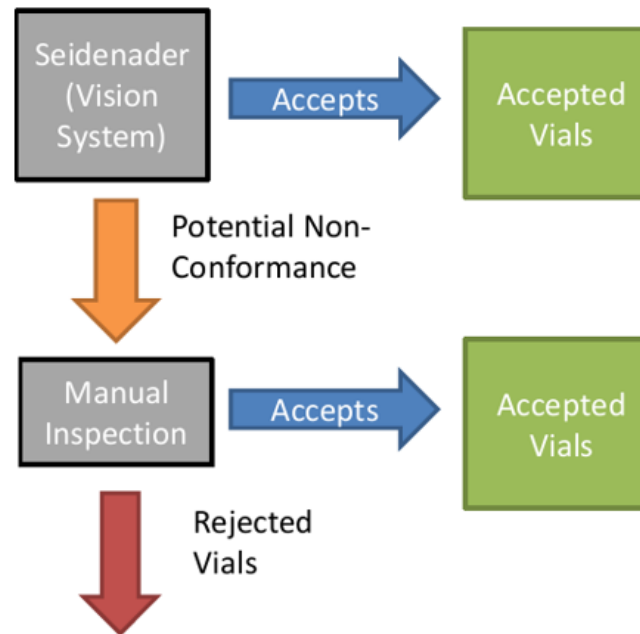 Seidenader
(Vision
System)
Accepts
Accepted
Vials
Potential Non-
Conformance
Manual
Inspection
Accepts
Accepted
Vials
Rejected
Vials